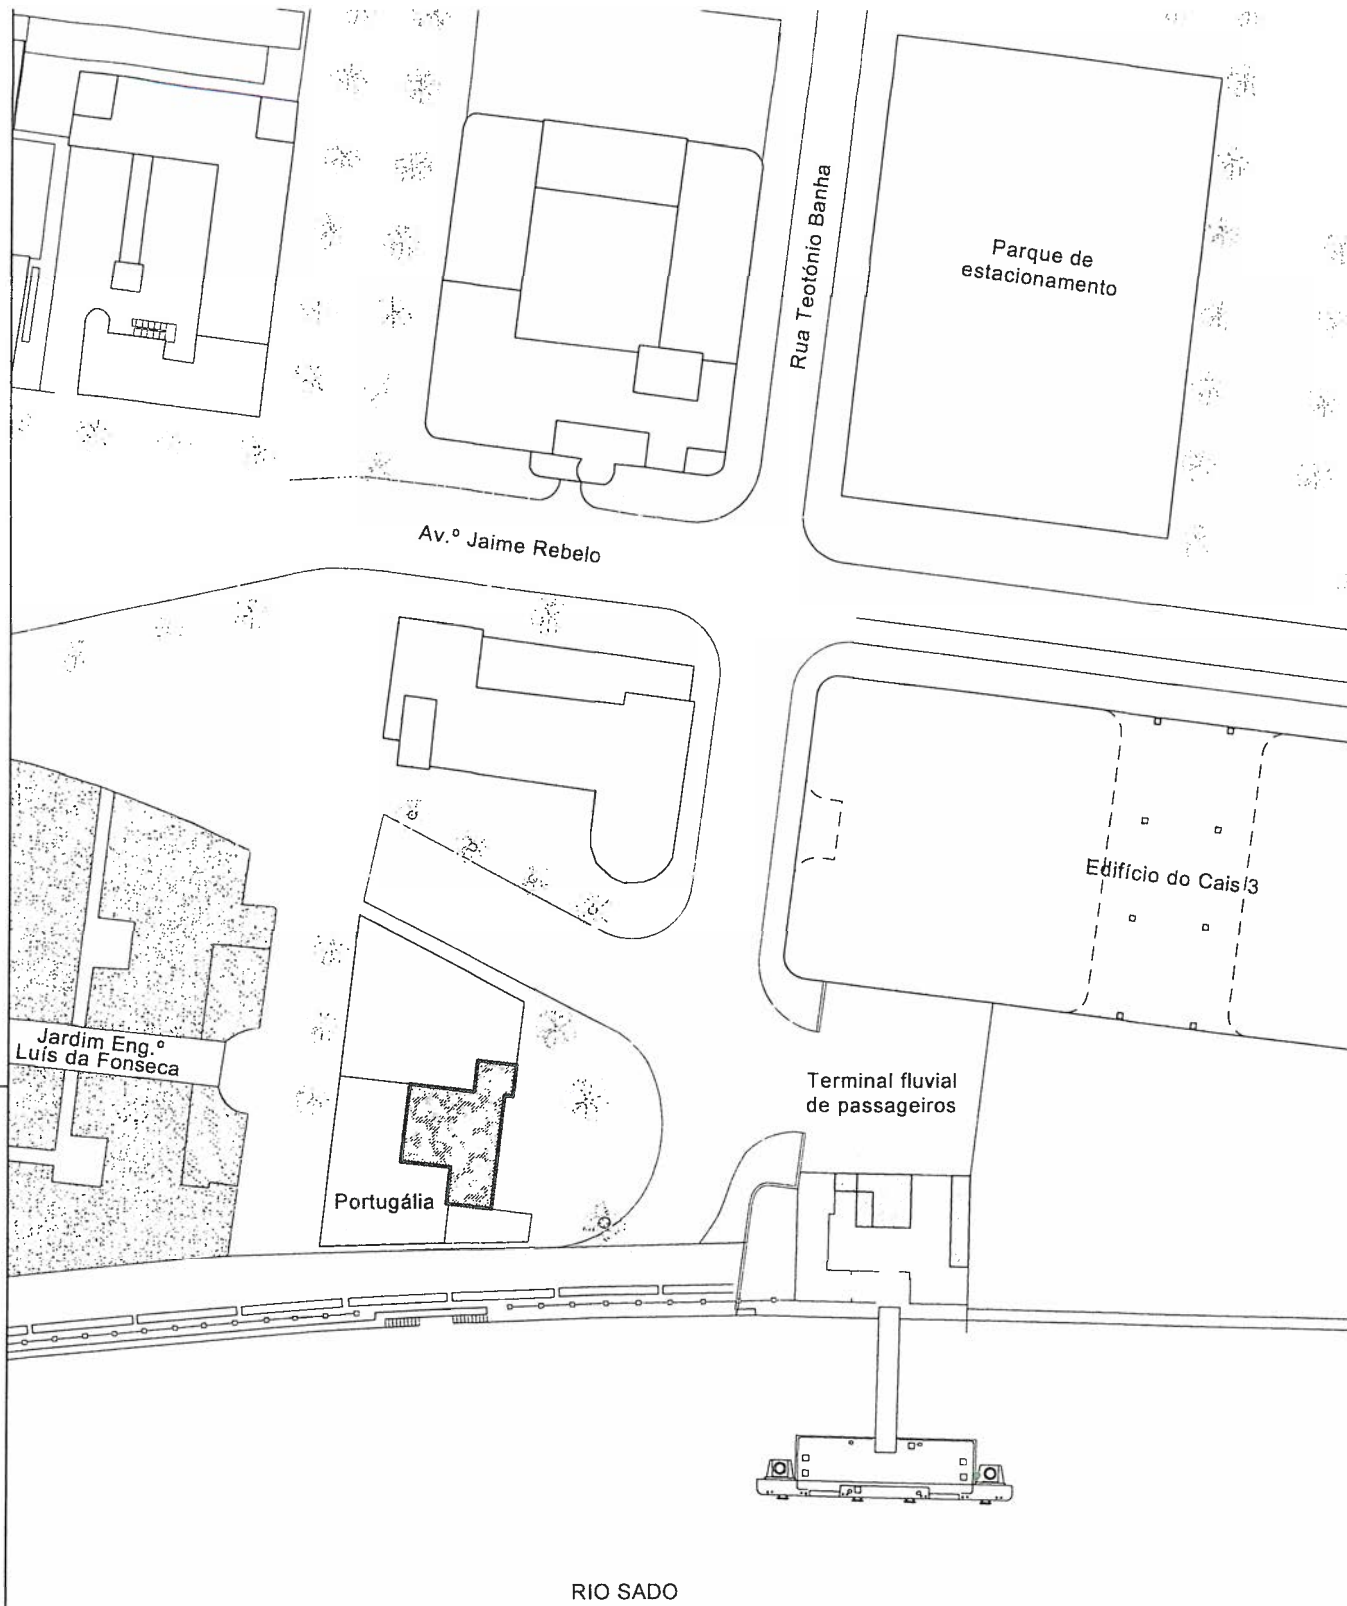 Rua Teotónio Banha
Parque de
estacionamento
Av.º Jaime Rebelo
Edifício do Cais 3
Jardim Eng.º
Luís da Fonseca
Terminal fluvial
de passageiros
Portugália
RIO SADO